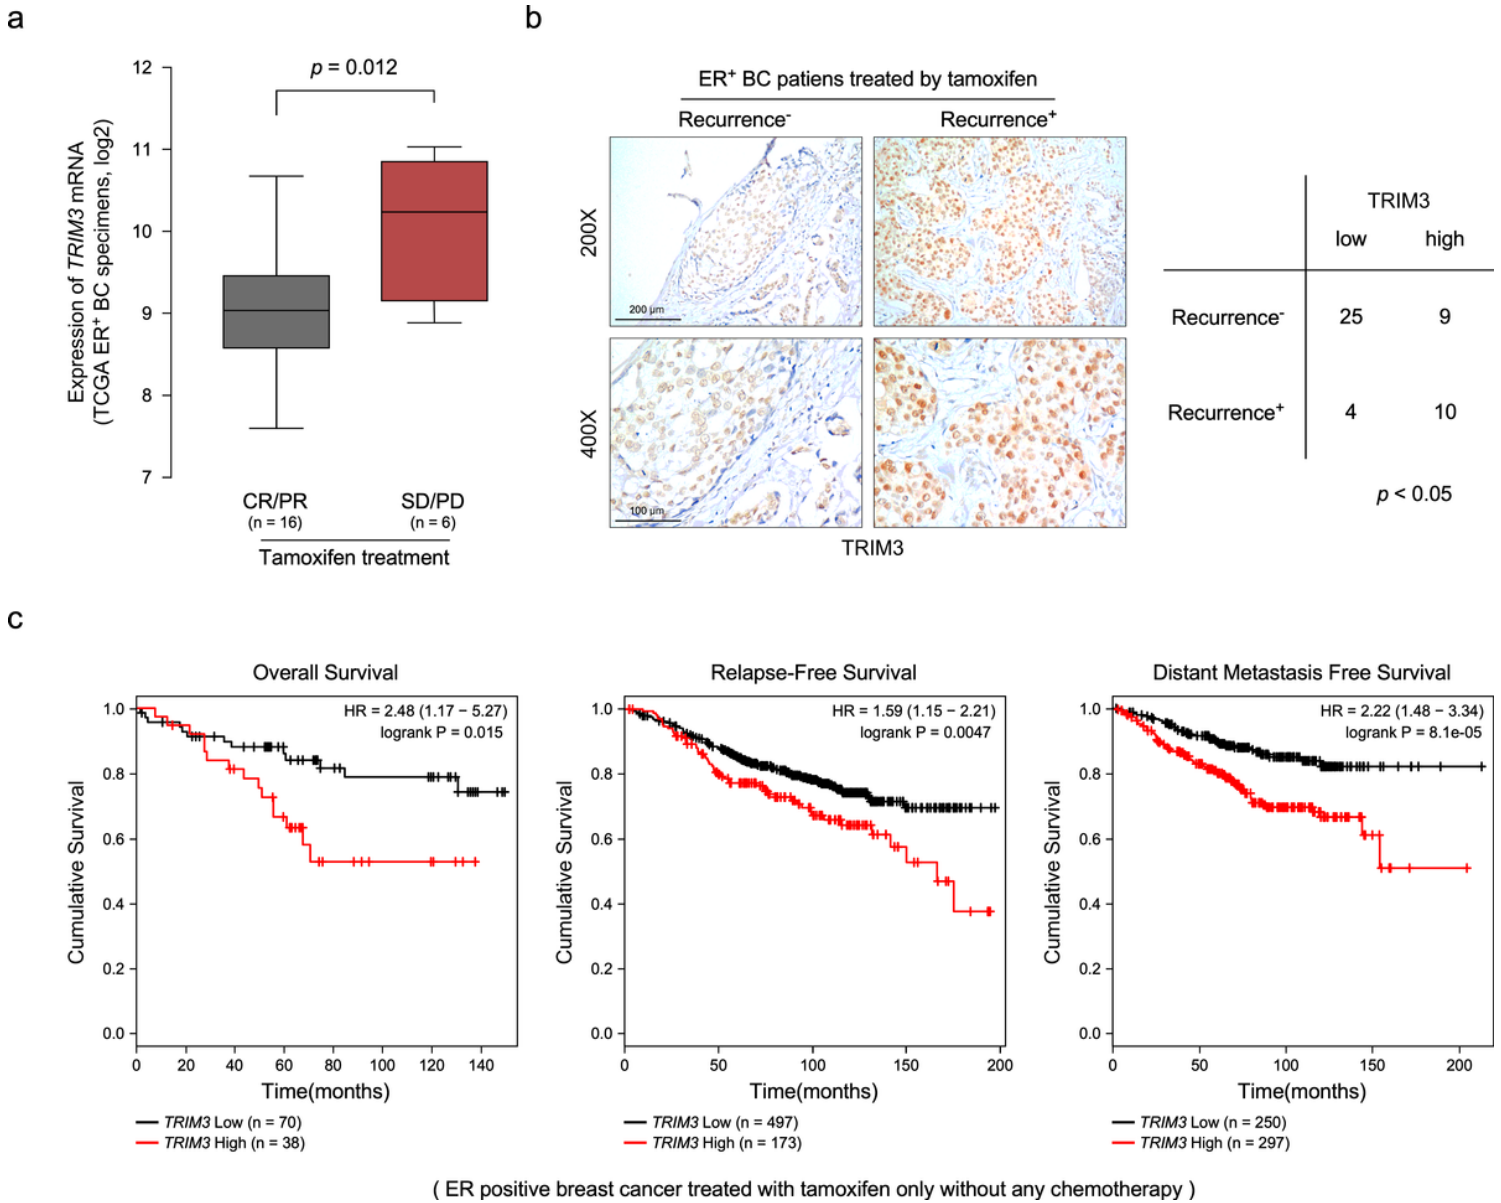 a
b
p = 0.012
12
11
10
9
8
7
Expression of TRIM3 mRNA
(TCGA ER+ BC specimens, log2)
CR/PR
SD/PD
(n = 16)
(n = 6)
Tamoxifen treatment
ER+ BC patiens treated by tamoxifen
Recurrence-
Recurrence+
200X
200 µm
400X
100 µm
TRIM3
TRIM3
low
high
Recurrence-
25
9
Recurrence+
4
10
p < 0.05
c
Overall Survival
HR = 2.48 (1.17 – 5.27)
logrank P = 0.015
Cumulative Survival
1.0
0.8
0.6
0.4
0.2
0.0
0 20 40 60 80 100 120 140
Time(months)
TRIM3 Low (n = 70)
TRIM3 High (n = 38)
Relapse-Free Survival
HR = 1.59 (1.15 – 2.21)
logrank P = 0.0047
Cumulative Survival
1.0
0.8
0.6
0.4
0.2
0.0
0 50 100 150 200
Time(months)
TRIM3 Low (n = 497)
TRIM3 High (n = 173)
Distant Metastasis Free Survival
HR = 2.22 (1.48 – 3.34)
logrank P = 8.1e-05
Cumulative Survival
1.0
0.8
0.6
0.4
0.2
0.0
0 50 100 150 200
Time(months)
TRIM3 Low (n = 250)
TRIM3 High (n = 297)
( ER positive breast cancer treated with tamoxifen only without any chemotherapy )